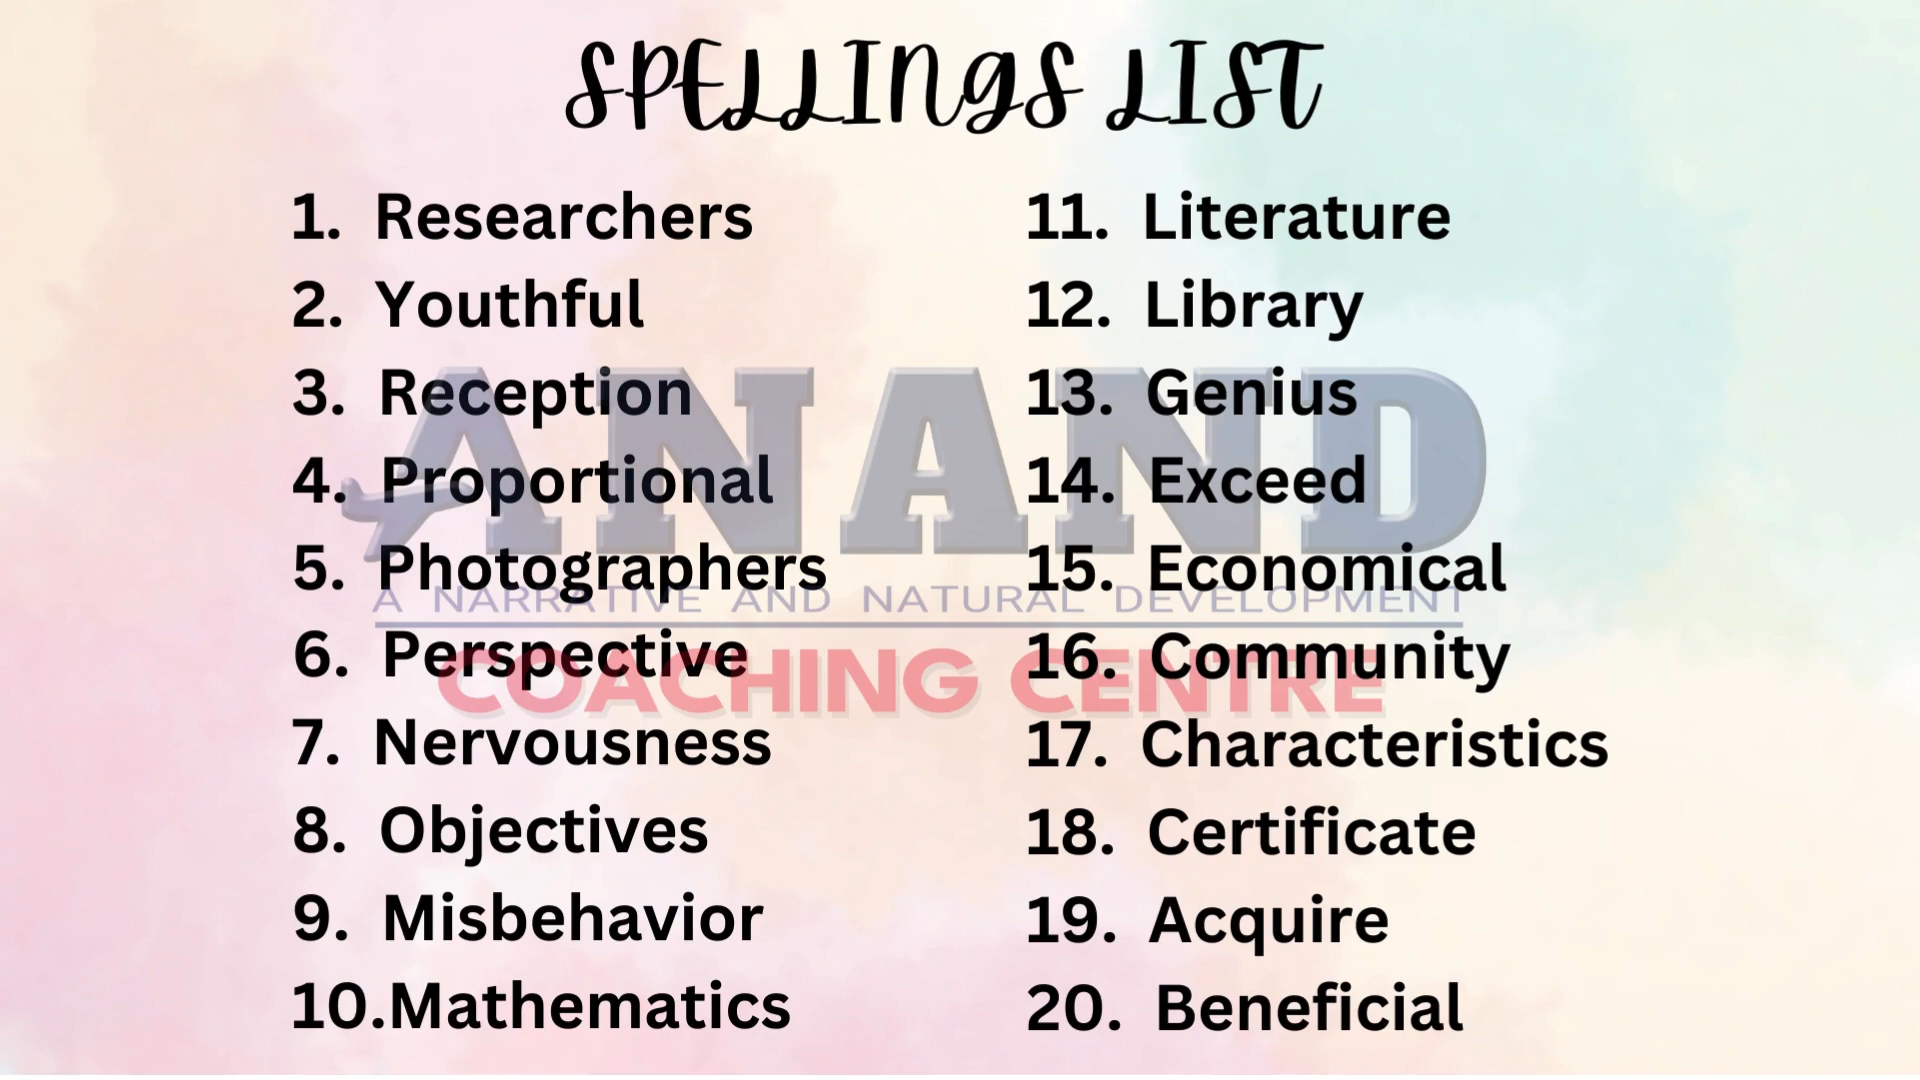 SPELLINGS LIST
1. Researchers
2. Youthful
3. Reception
4. Proportional
5. Photographers
6. Perspective
7. Nervousness
8. Objectives
9. Misbehavior
10.Mathematics
11. Literature
12. Library
13. Genius
14. Exceed
15. Economical
16. Community
17. Characteristics
18. Certificate
19. Acquire
20. Beneficial
ANAND
A NARRATIVE AND NATURAL DEVELOPMENT
COACHING CENTRE